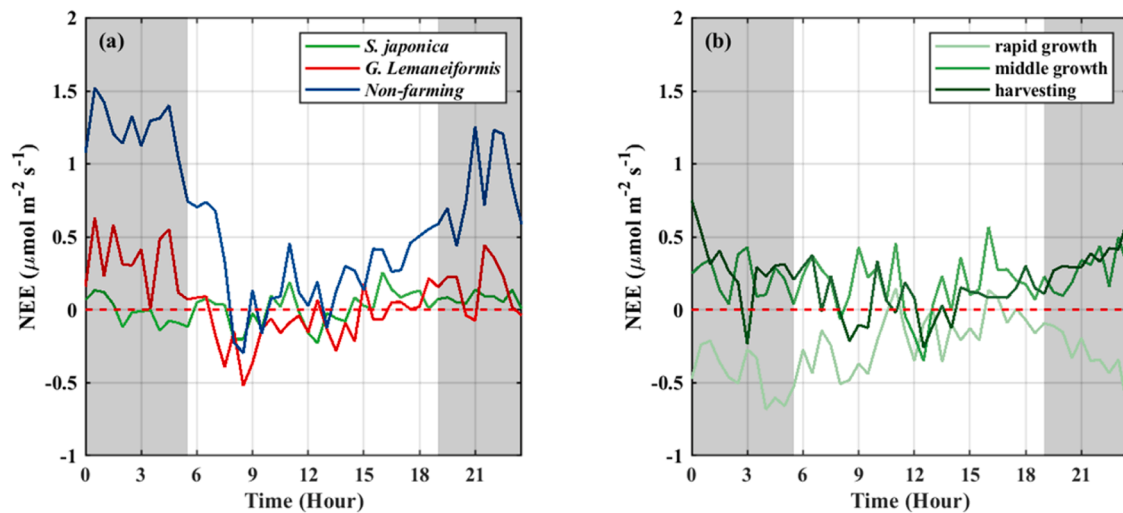 (a)
S. japonica
G. Lemaneiformis
Non-farming
2
1.5
1
0.5
0
-0.5
-1
NEE (μmol m⁻² s⁻¹)
0 3 6 9 12 15 18 21
Time (Hour)
(b)
rapid growth
middle growth
harvesting
2
1.5
1
0.5
0
-0.5
-1
NEE (μmol m⁻² s⁻¹)
0 3 6 9 12 15 18 21
Time (Hour)